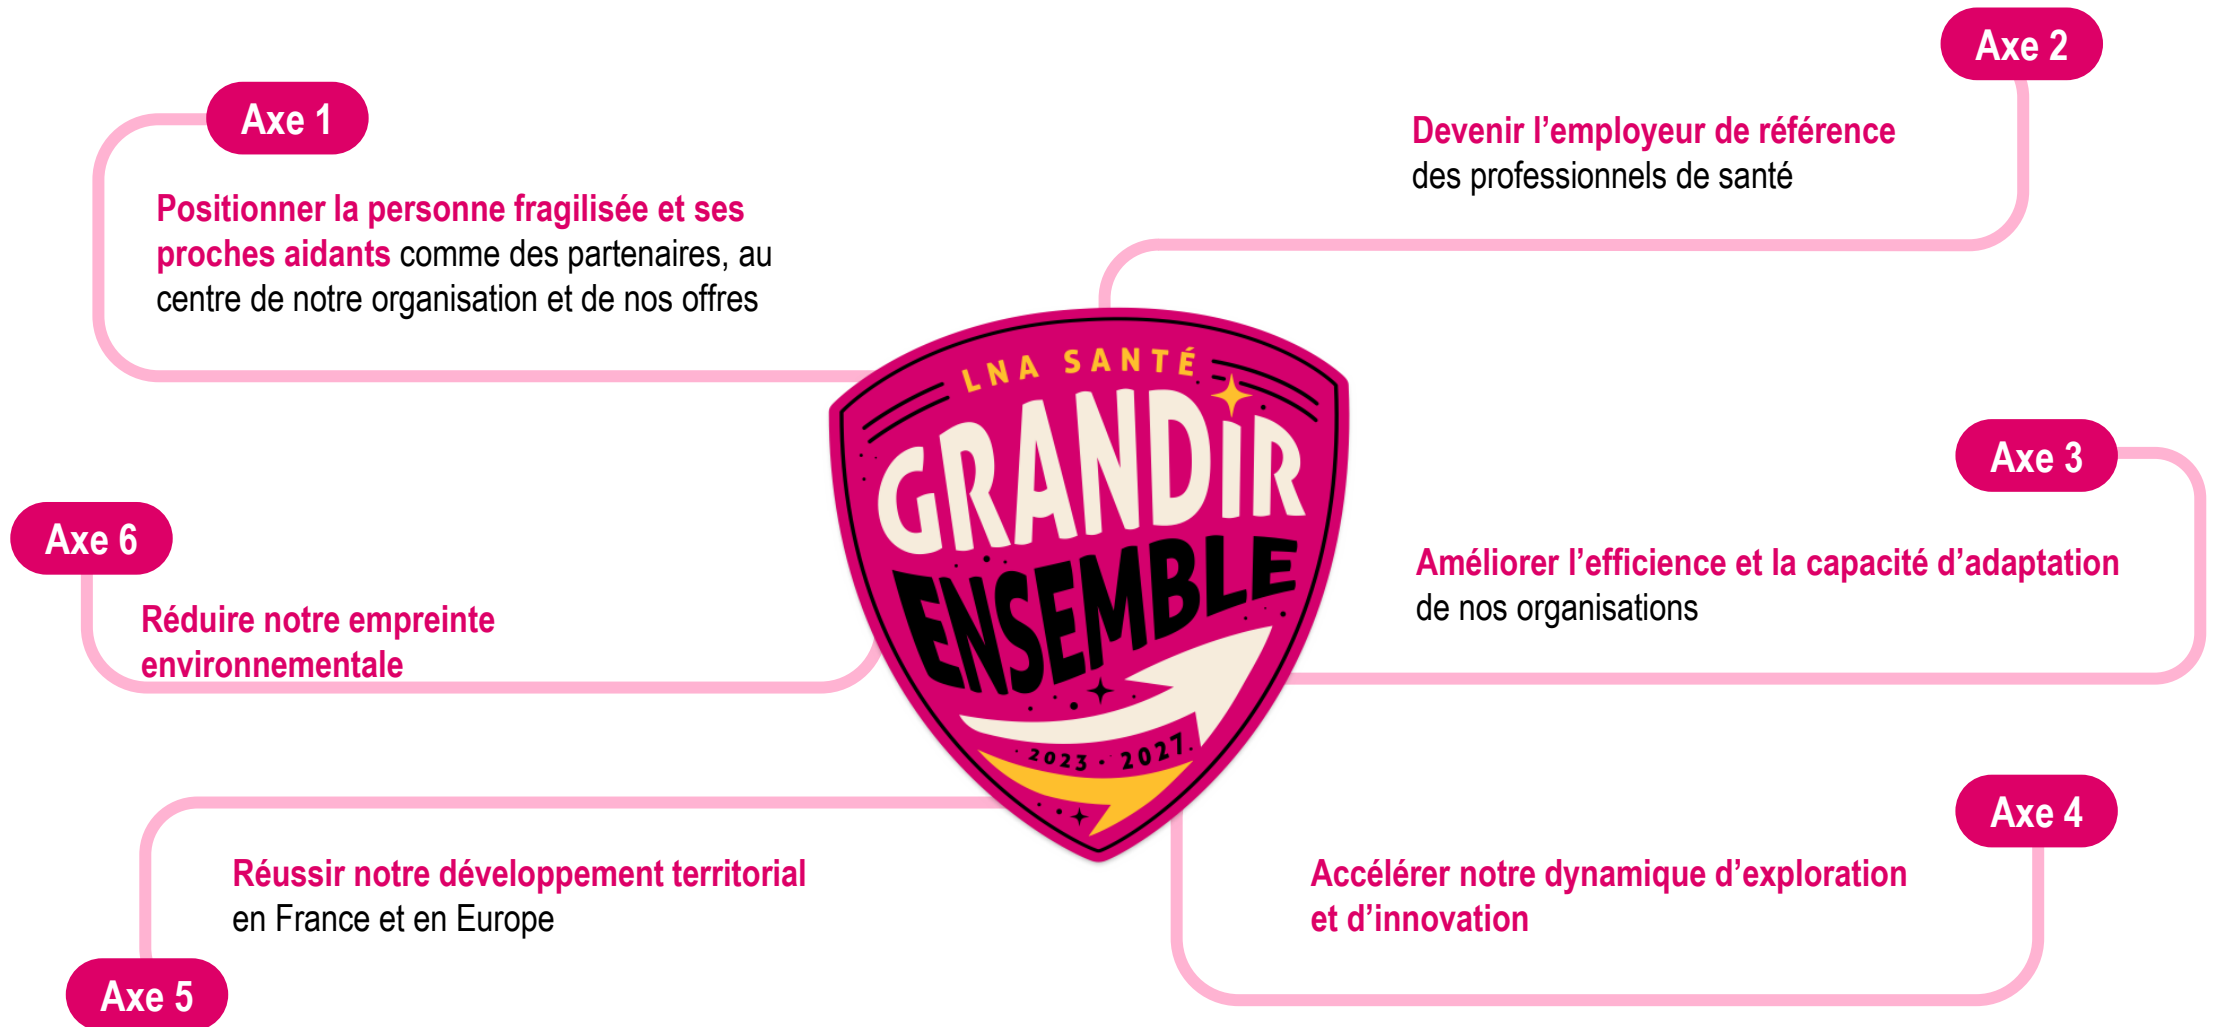 Axe 1
Positionner la personne fragilisée et ses
proches aidants comme des partenaires, au
centre de notre organisation et de nos offres
Axe 2
Devenir l’employeur de référence
des professionnels de santé
LNA SANTÉ
GRANDIR
ENSEMBLE
2023 · 2027
Axe 3
Améliorer l’efficience et la capacité d’adaptation
de nos organisations
Axe 6
Réduire notre empreinte
environnementale
Axe 4
Accélérer notre dynamique d’exploration
et d’innovation
Réussir notre développement territorial
en France et en Europe
Axe 5